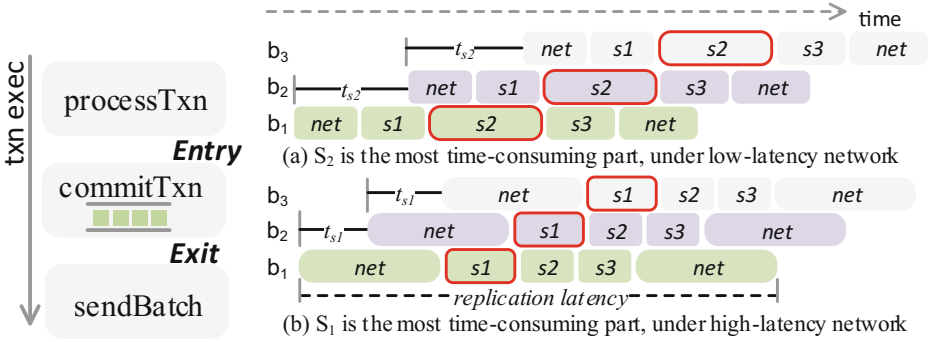 time
txn exec
processTxn
Entry
commitTxn
Exit
sendBatch
b3 ts2 net s1 s2 s3 net
b2 ts2 net s1 s2 s3 net
b1 net s1 s2 s3 net
(a) S2 is the most time-consuming part, under low-latency network
b3 ts1 net s1 s2 s3 net
b2 ts1 net s1 s2 s3 net
b1 net s1 s2 s3 net
replication latency
(b) S1 is the most time-consuming part, under high-latency network